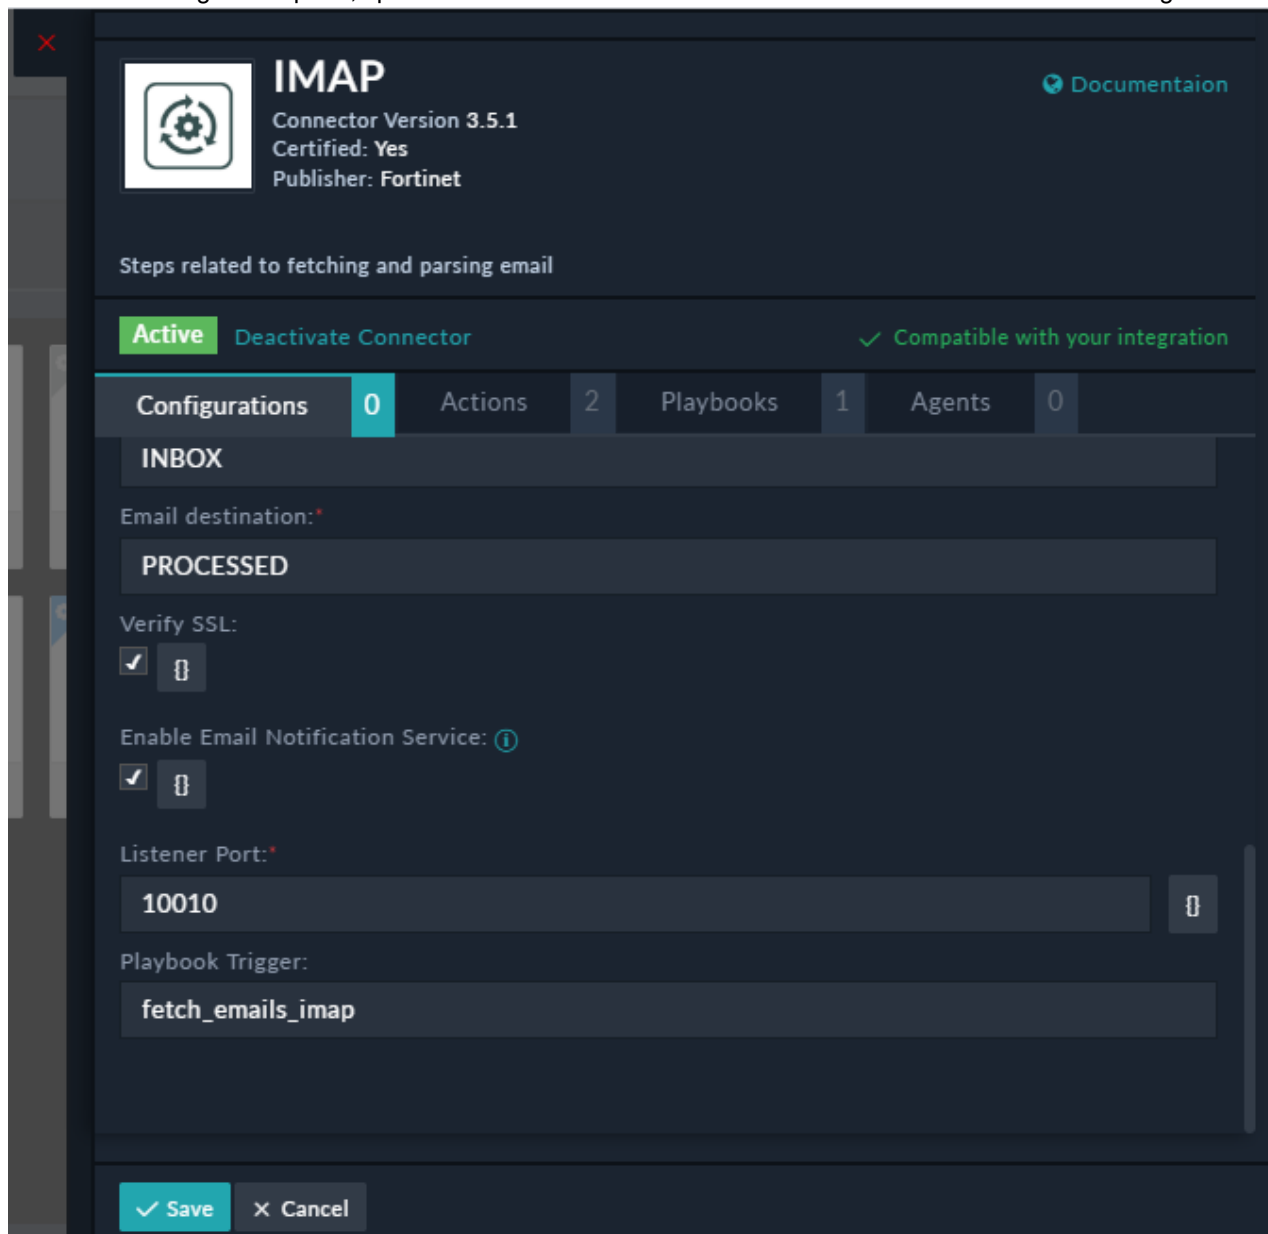 IMAP
Documentaion
Connector Version 3.5.1
Certified: Yes
Publisher: Fortinet
Steps related to fetching and parsing email
Active Deactivate Connector ✓ Compatible with your integration
Configurations 0 Actions 2 Playbooks 1 Agents 0
INBOX
Email destination:*
PROCESSED
Verify SSL:
{}
Enable Email Notification Service:
{}
Listener Port:*
10010 {}
Playbook Trigger:
fetch_emails_imap
Save × Cancel